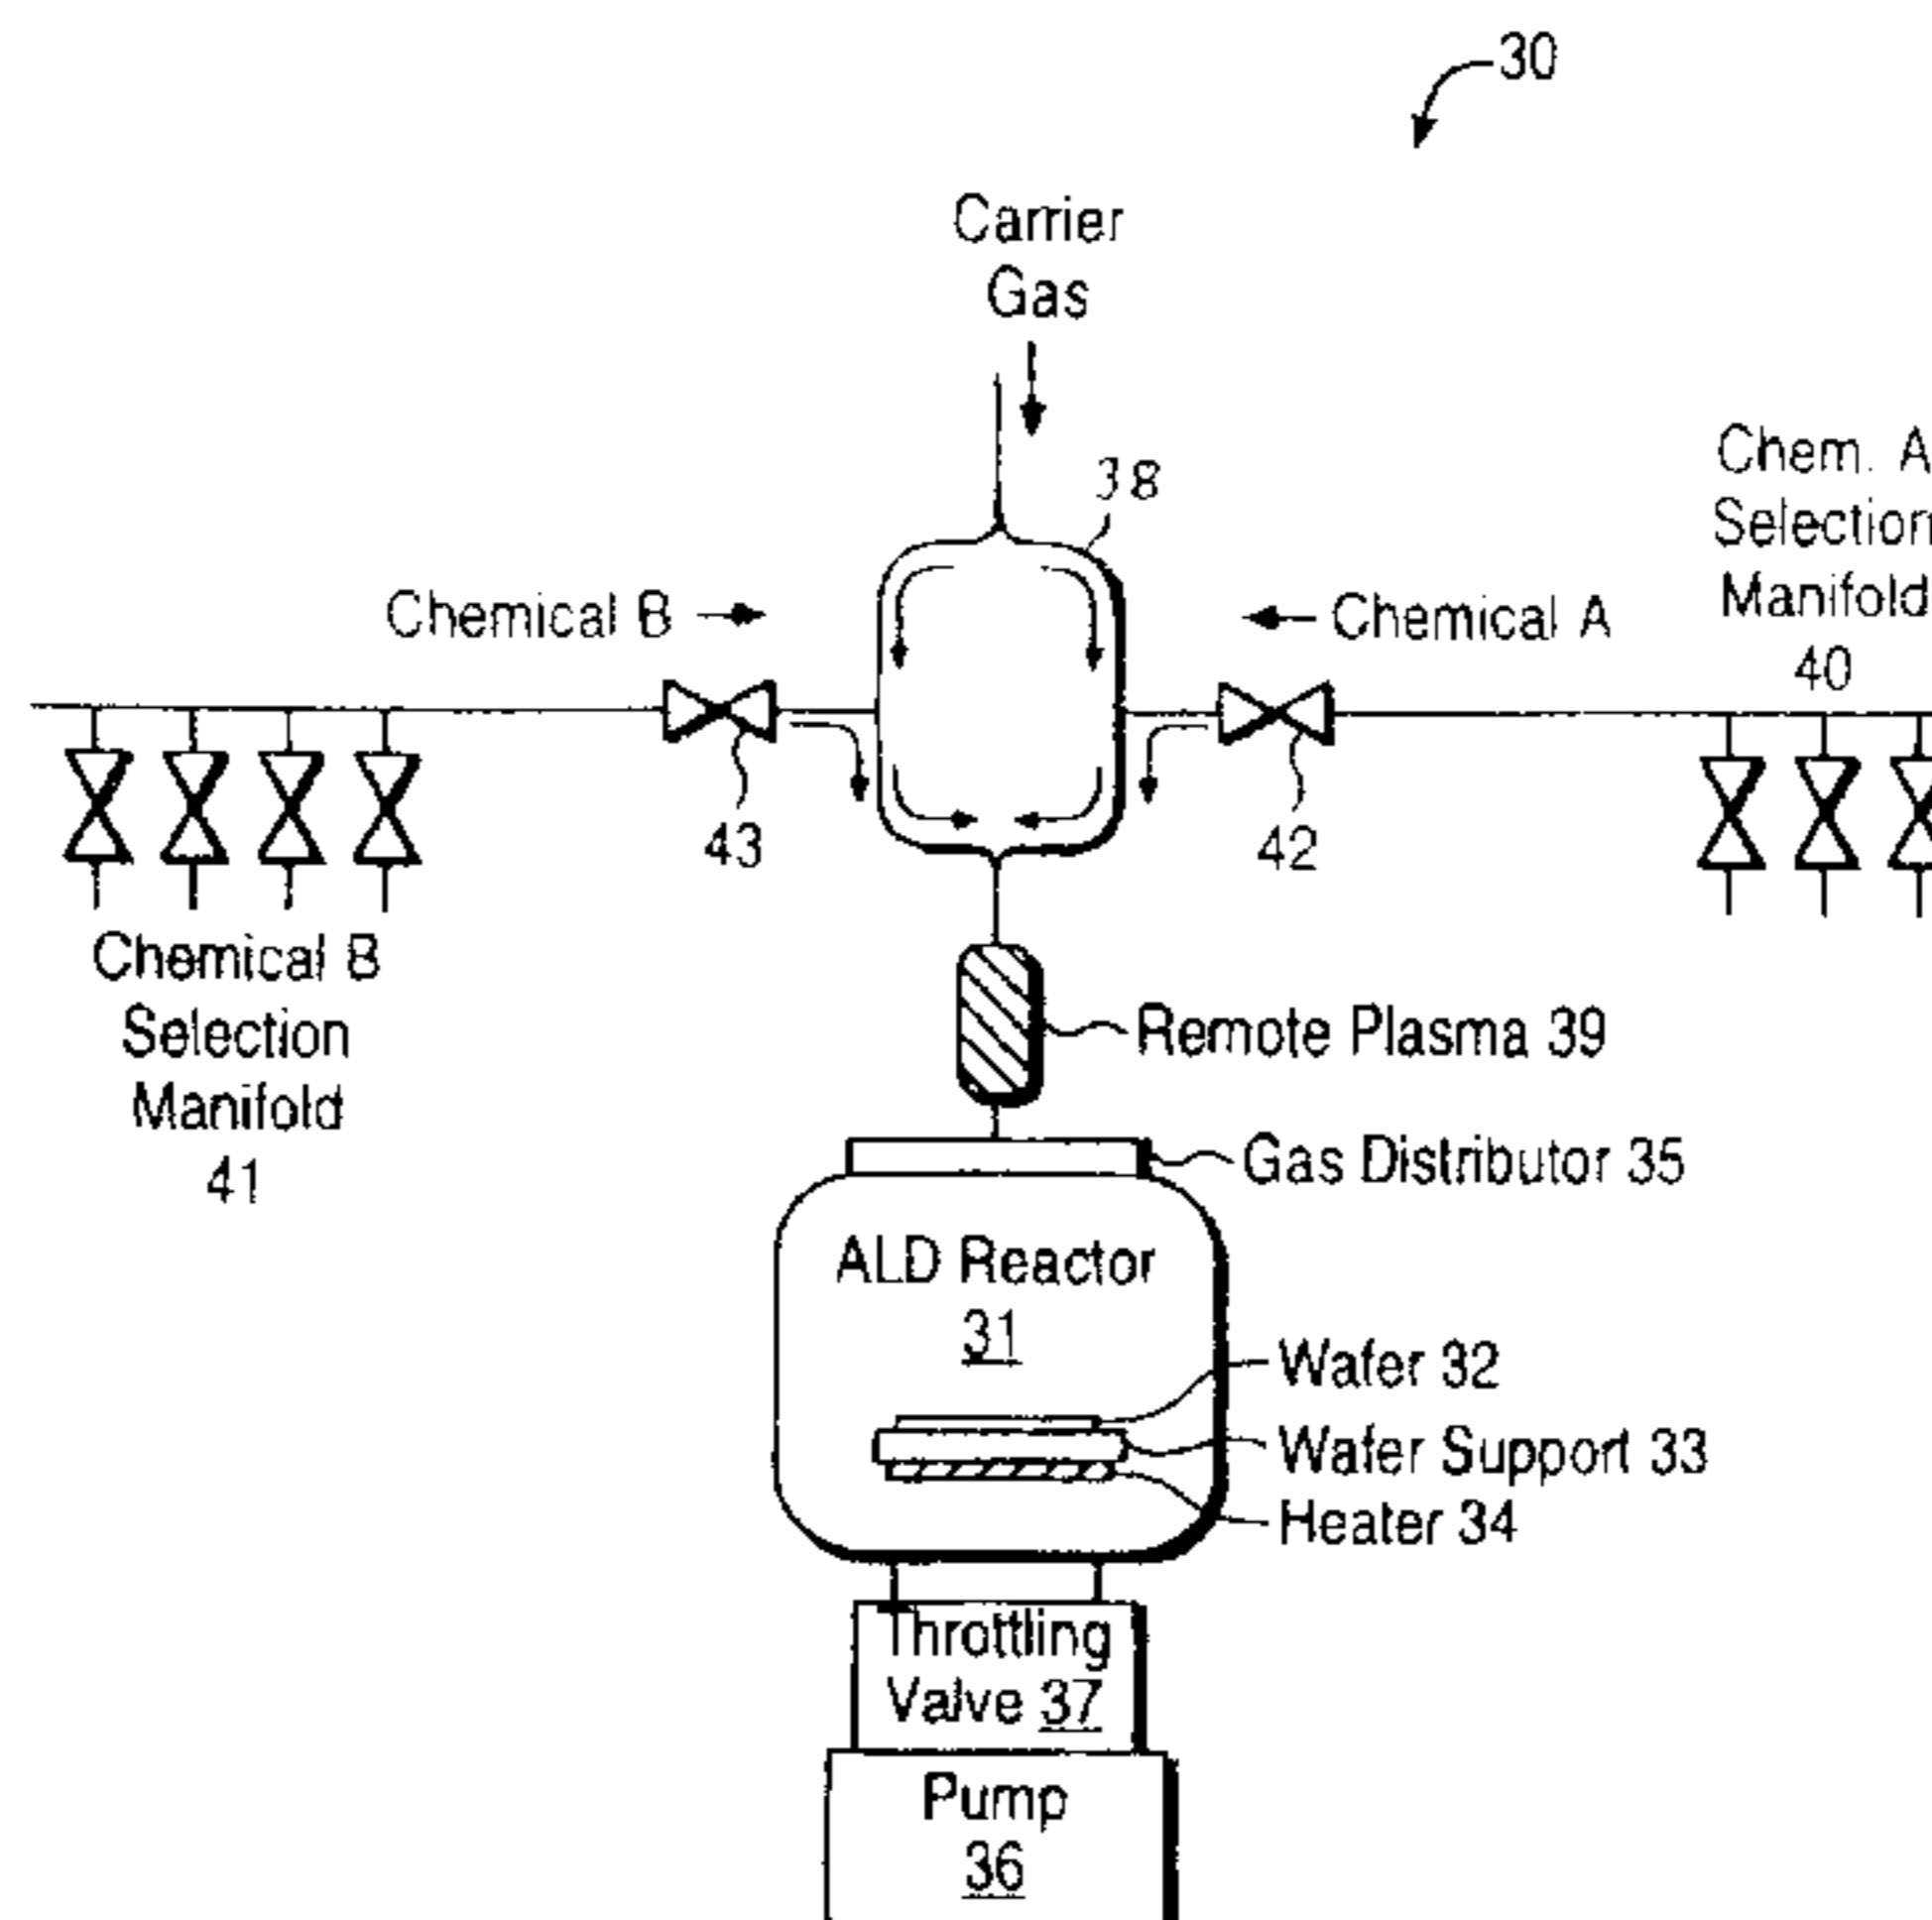 30
Carrier
Gas
38
Chem. A
Selection
Manifold
40
Chemical B
Chemical A
43
42
Chemical B
Selection
Manifold
41
Remote Plasma 39
Gas Distributor 35
ALD Reactor
31
Wafer 32
Wafer Support 33
Heater 34
Throttling
Valve 37
Pump
36